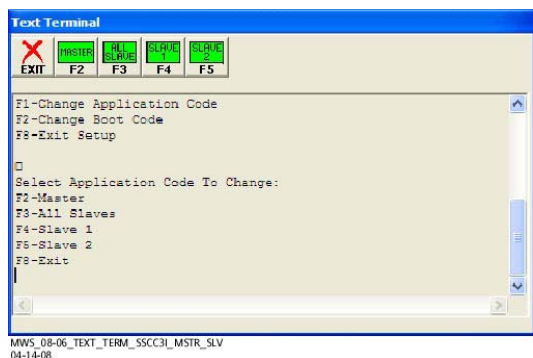 Text Terminal
MASTER ALL SLAVE SLAVE 1 SLAVE 2
EXIT F2 F3 F4 F5
F1-Change Application Code
F2-Change Boot Code
F8-Exit Setup
Select Application Code To Change:
F2-Master
F3-All Slaves
F4-Slave 1
F5-Slave 2
F8-Exit
MWS_08-06_TEXT_TERM_SSCC3I_MSTR_SLV
04-14-08